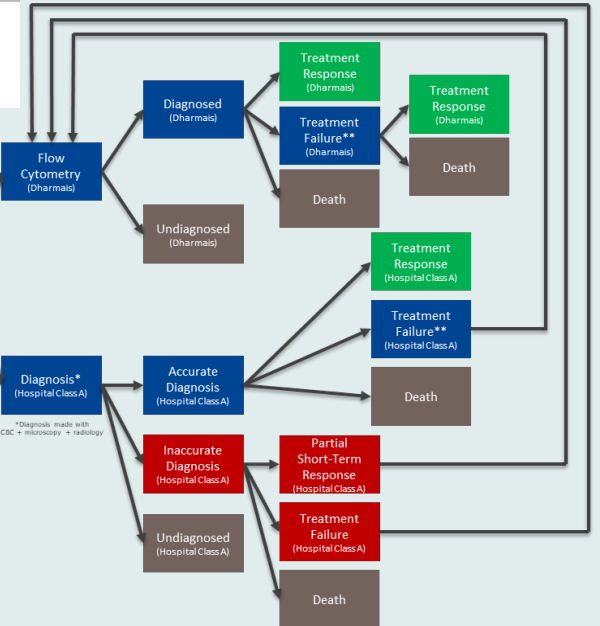 Treatment
Response
(Dharmais)
Diagnosed
(Dharmais)
Treatment
Failure**
(Dharmais)
Treatment
Response
(Dharmais)
Death
Death
Flow
Cytometry
(Dharmais)
Undiagnosed
(Dharmais)
Treatment
Response
(Hospital Class A)
Treatment
Failure**
(Hospital Class A)
Death
Diagnosis*
(Hospital Class A)
*Diagnosis made with
CBC + microscopy + radiology
Accurate
Diagnosis
(Hospital Class A)
Inaccurate
Diagnosis
(Hospital Class A)
Partial
Short-Term
Response
(Hospital Class A)
Undiagnosed
(Hospital Class A)
Treatment
Failure
(Hospital Class A)
Death